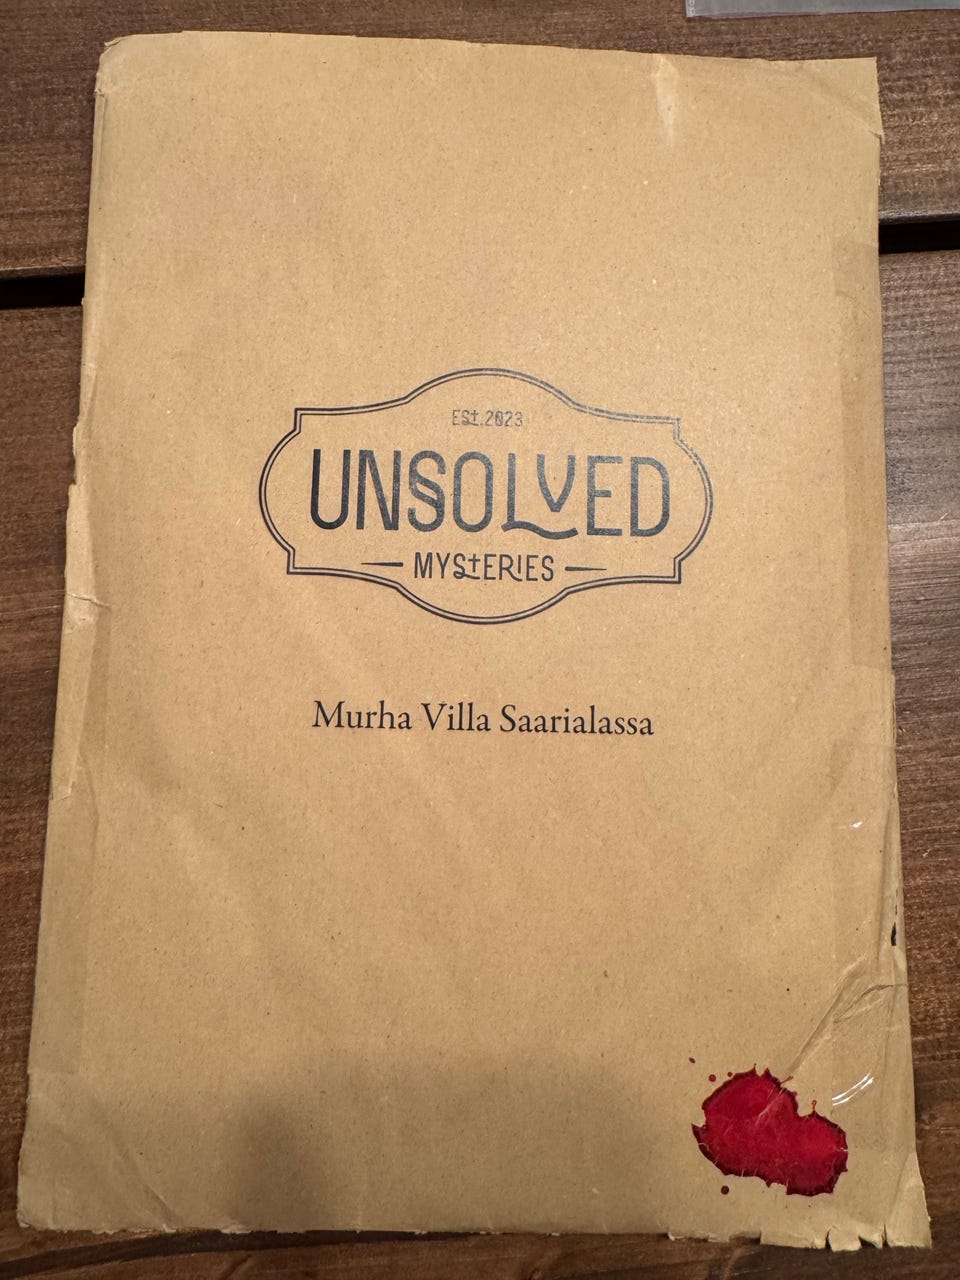 EST.2023
UNSOLVED
MYSTERIES
Murha Villa Saarialassa